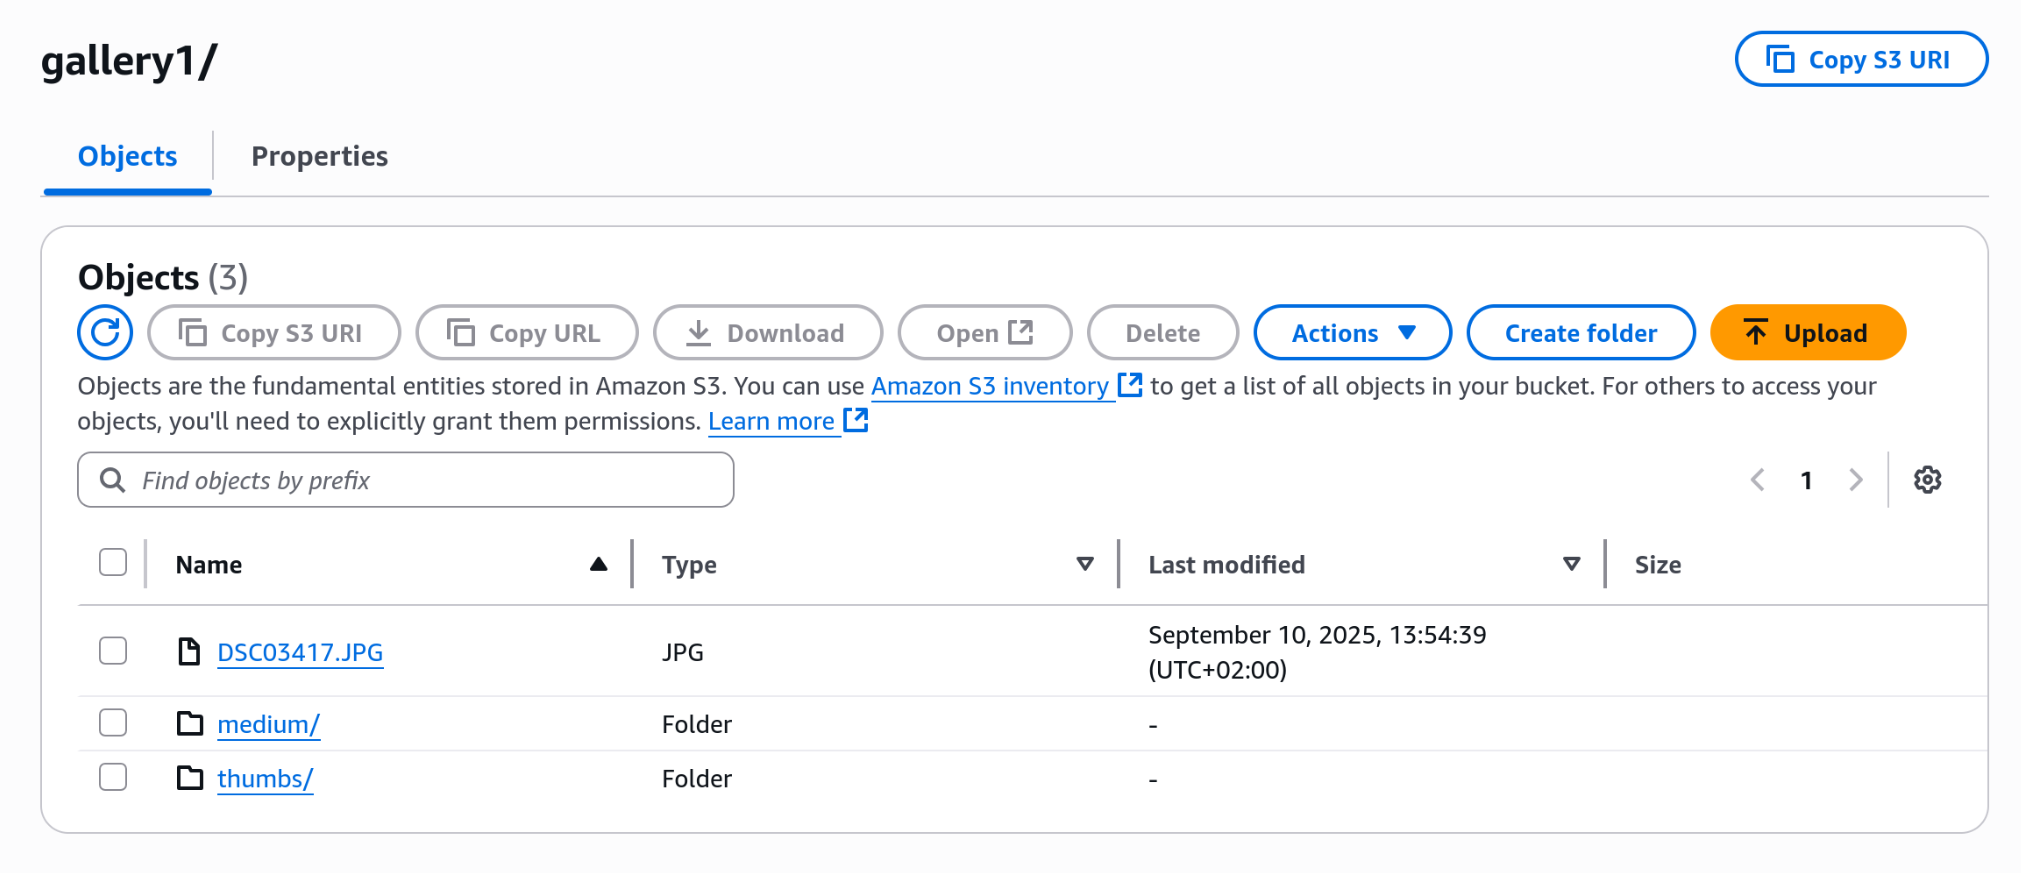 gallery1/
Copy S3 URI
Objects
Properties
Objects (3)
Copy S3 URI
Copy URL
Download
Open
Delete
Actions
Create folder
Upload
Objects are the fundamental entities stored in Amazon S3. You can use Amazon S3 inventory to get a list of all objects in your bucket. For others to access your
objects, you'll need to explicitly grant them permissions. Learn more
Find objects by prefix
1
Name Type Last modified Size
DSC03417.JPG JPG September 10, 2025, 13:54:39
(UTC+02:00)
medium/ Folder -
thumbs/ Folder -